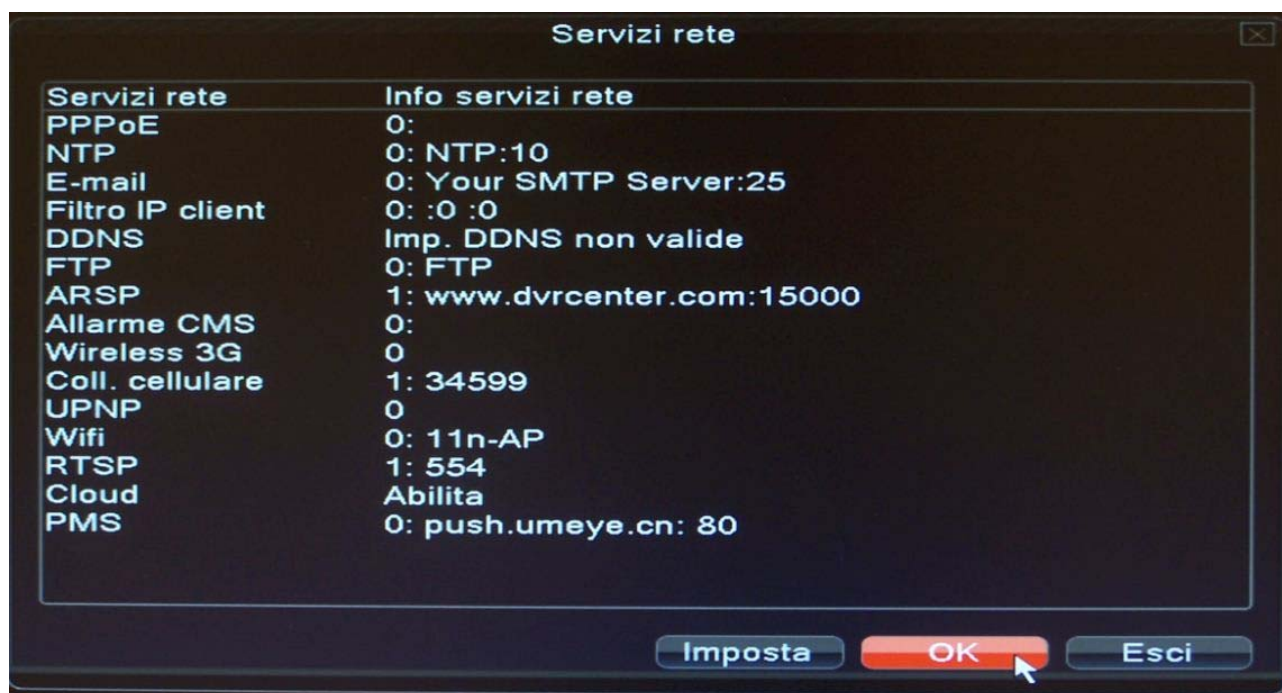 Servizi rete
Servizi rete Info servizi rete
PPPoE 0:
NTP 0: NTP:10
E-mail 0: Your SMTP Server:25
Filtro IP client 0: :0 :0
DDNS Imp. DDNS non valide
FTP 0: FTP
ARSP 1: www.dvrcenter.com:15000
Allarme CMS 0:
Wireless 3G 0
Coll. cellulare 1: 34599
UPNP 0
Wifi 0: 11n-AP
RTSP 1: 554
Cloud Abilita
PMS 0: push.umeye.cn: 80
Imposta OK Esci